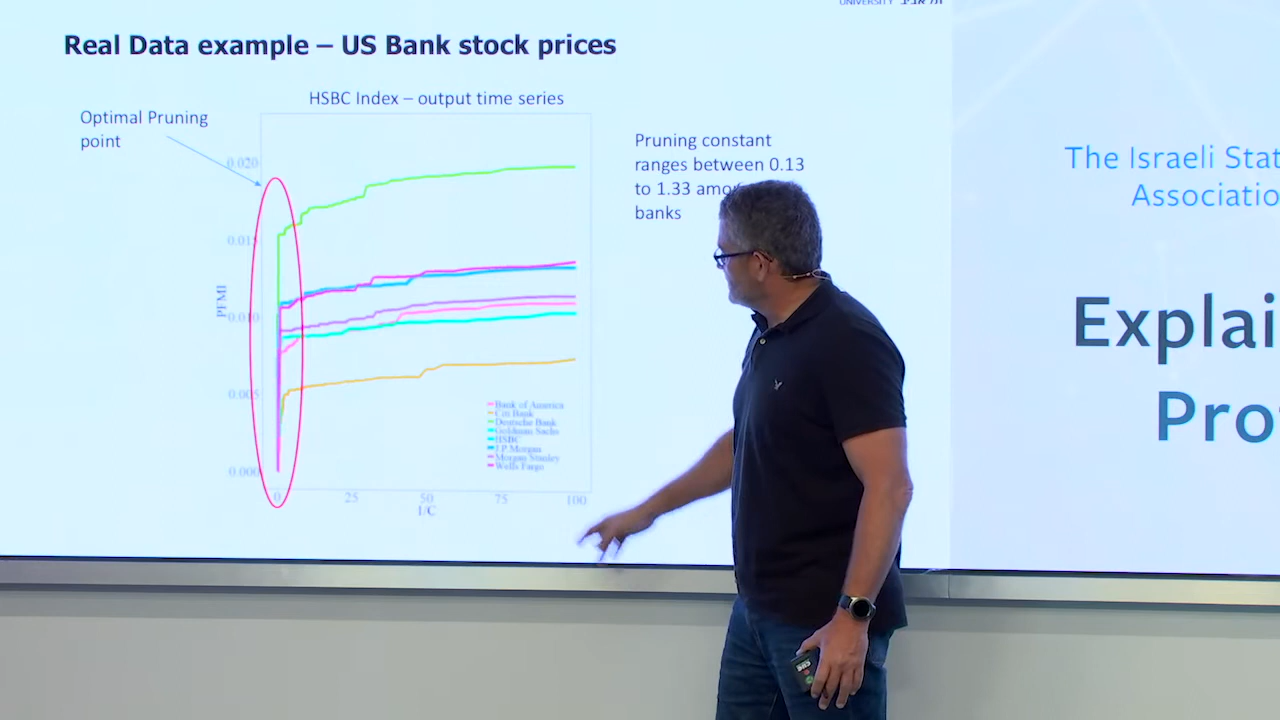 UNIVERSITY תל אביב
Real Data example – US Bank stock prices
HSBC Index – output time series
Optimal Pruning
point
Pruning constant
ranges between 0.13
to 1.33
banks
0.020
0.015
0.010
0.005
0.000
PFMI
0 25 50 75 100
I/C
Bank of America
Citi Bank
Deutsche Bank
Goldman Sachs
HSBC
J.P.Morgan
Morgan Stanley
Wells Fargo
The Israeli Stat
Associatio
Explai
Pro